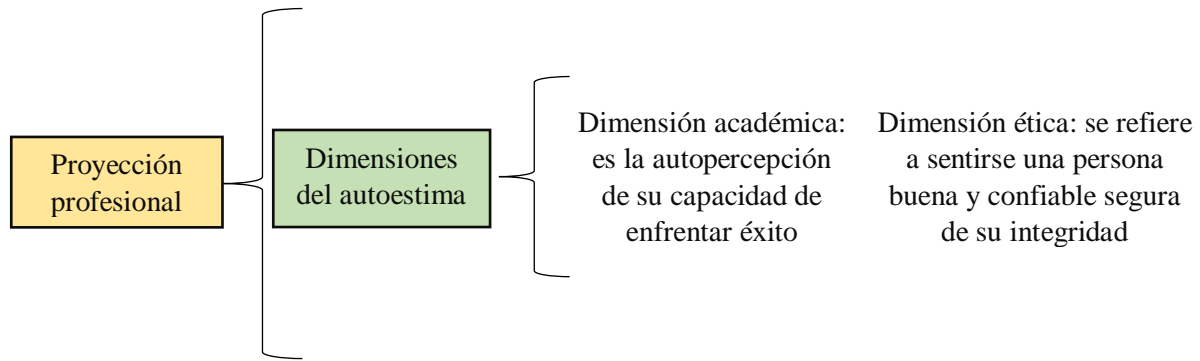 Proyección
profesional
Dimensiones
del autoestima
Dimensión académica:
es la autopercepción
de su capacidad de
enfrentar éxito
Dimensión ética: se refiere
a sentirse una persona
buena y confiable segura
de su integridad